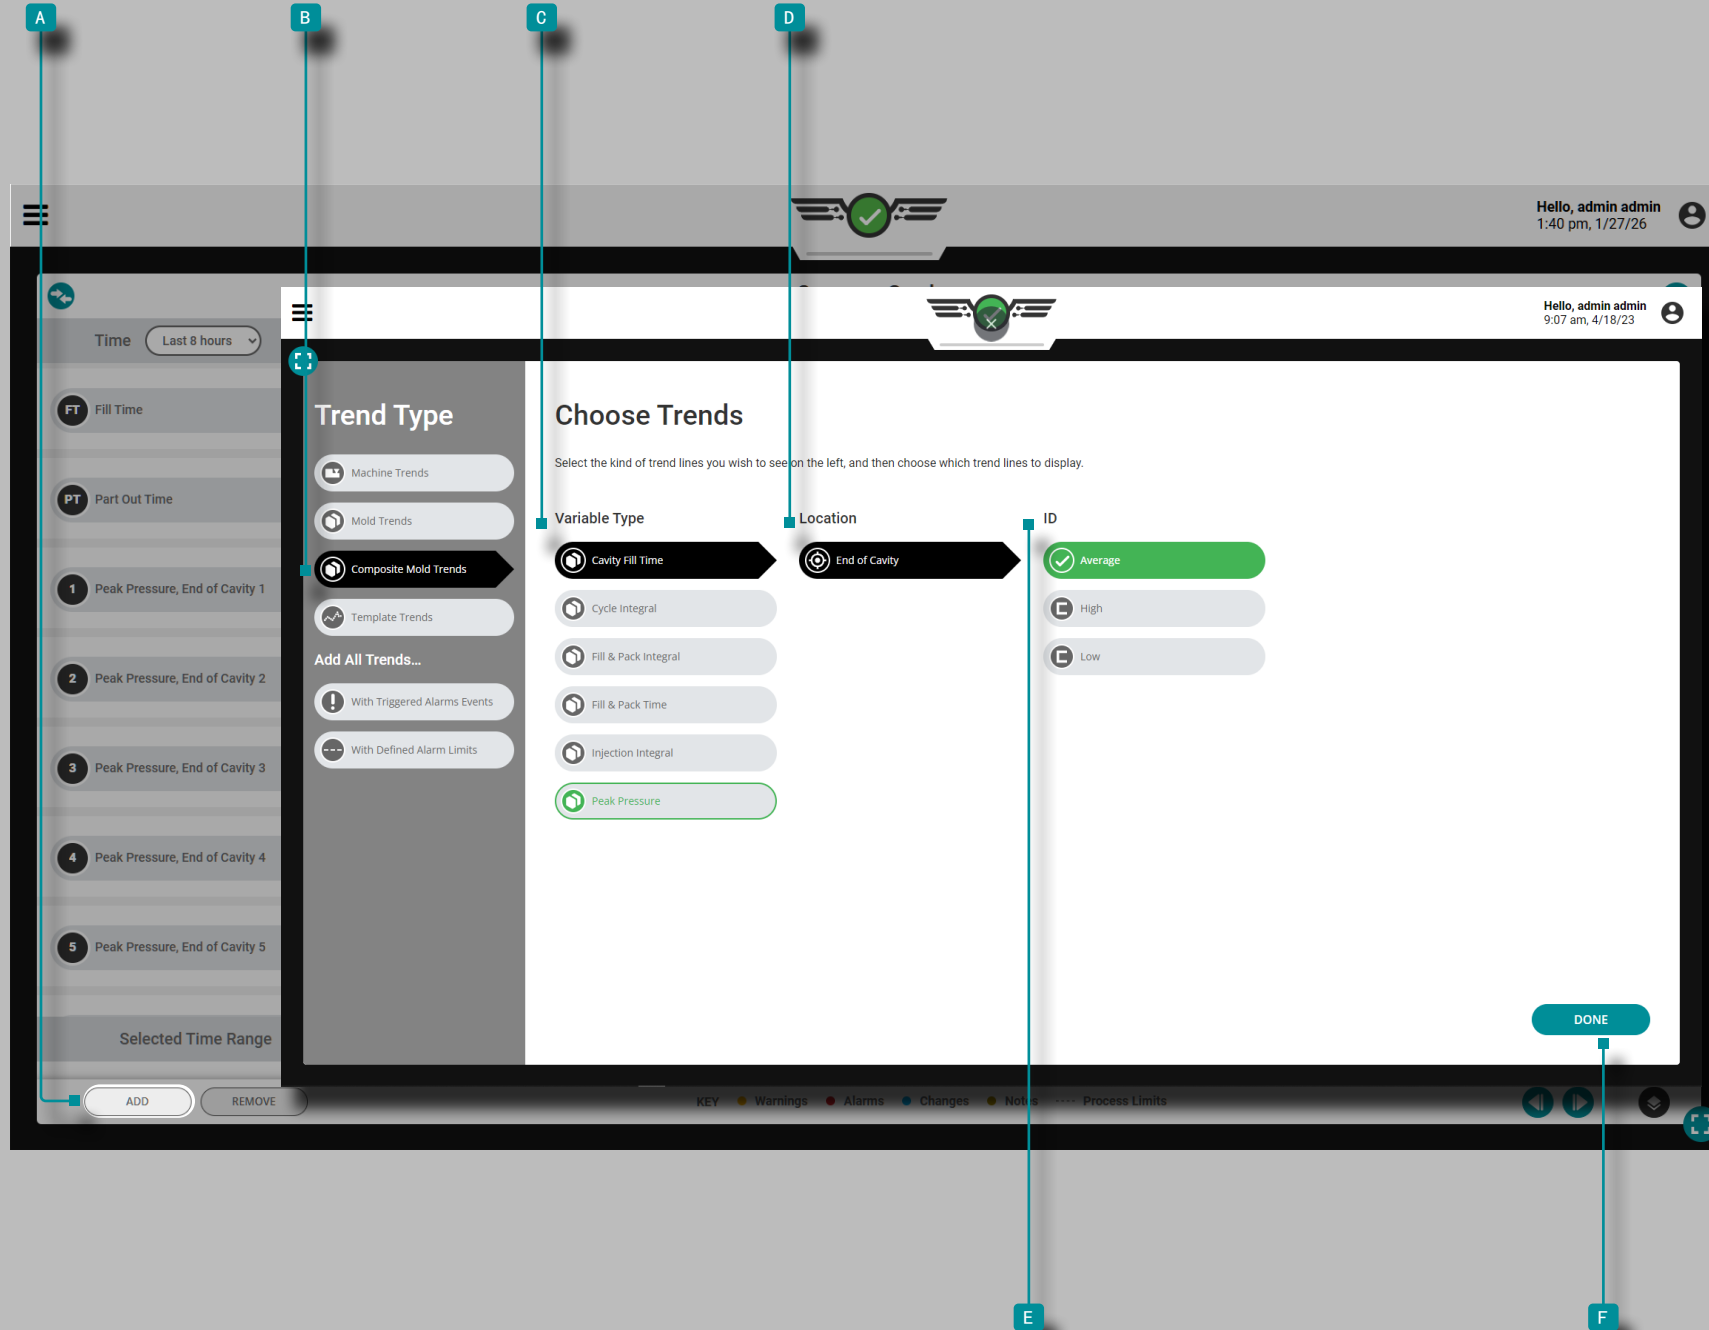 A
B
C
D
Hello, admin admin
1:40 pm, 1/27/26
Time
Last 8 hours
FT
Fill Time
PT
Part Out Time
1
Peak Pressure, End of Cavity 1
2
Peak Pressure, End of Cavity 2
3
Peak Pressure, End of Cavity 3
4
Peak Pressure, End of Cavity 4
5
Peak Pressure, End of Cavity 5
Selected Time Range
ADD
REMOVE
Hello, admin admin
9:07 am, 4/18/23
Trend Type
Machine Trends
Mold Trends
Composite Mold Trends
Template Trends
Add All Trends...
With Triggered Alarms Events
With Defined Alarm Limits
Choose Trends
Select the kind of trend lines you wish to see on the left, and then choose which trend lines to display.
Variable Type
Cavity Fill Time
Cycle Integral
Fill & Pack Integral
Fill & Pack Time
Injection Integral
Peak Pressure
Location
End of Cavity
ID
Average
High
Low
DONE
KEY Warnings Alarms Changes Notes Process Limits
E
F